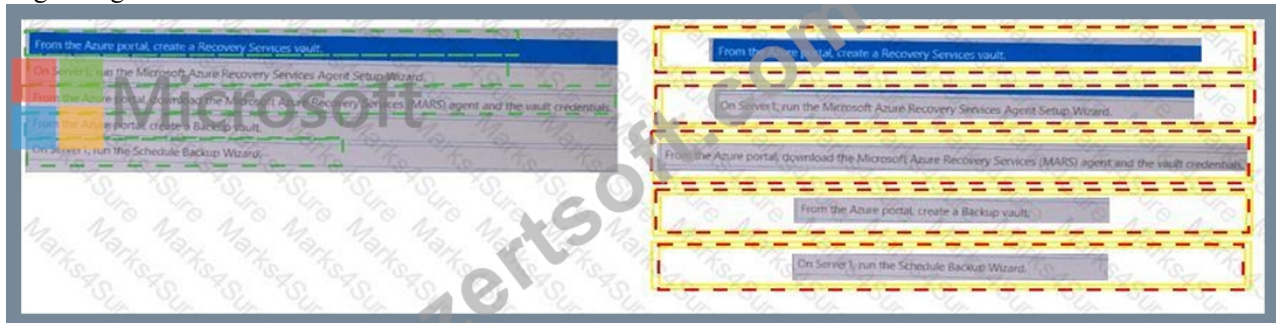 From the Azure portal, create a Recovery Services vault.
On Server1, run the Microsoft Azure Recovery Services Agent Setup Wizard.
From the Azure portal, download the Microsoft Azure Recovery Services (MARS) agent and the vault credentials.
From the Azure portal, create a Backup vault.
On Server1, run the Schedule Backup Wizard.
Microsoft
From the Azure portal, create a Recovery Services vault.
On Server1, run the Microsoft Azure Recovery Services Agent Setup Wizard.
From the Azure portal, download the Microsoft Azure Recovery Services (MARS) agent and the vault credentials.
From the Azure portal, create a Backup vault.
On Server1, run the Schedule Backup Wizard.
zertsoft.com
Marks4Sure